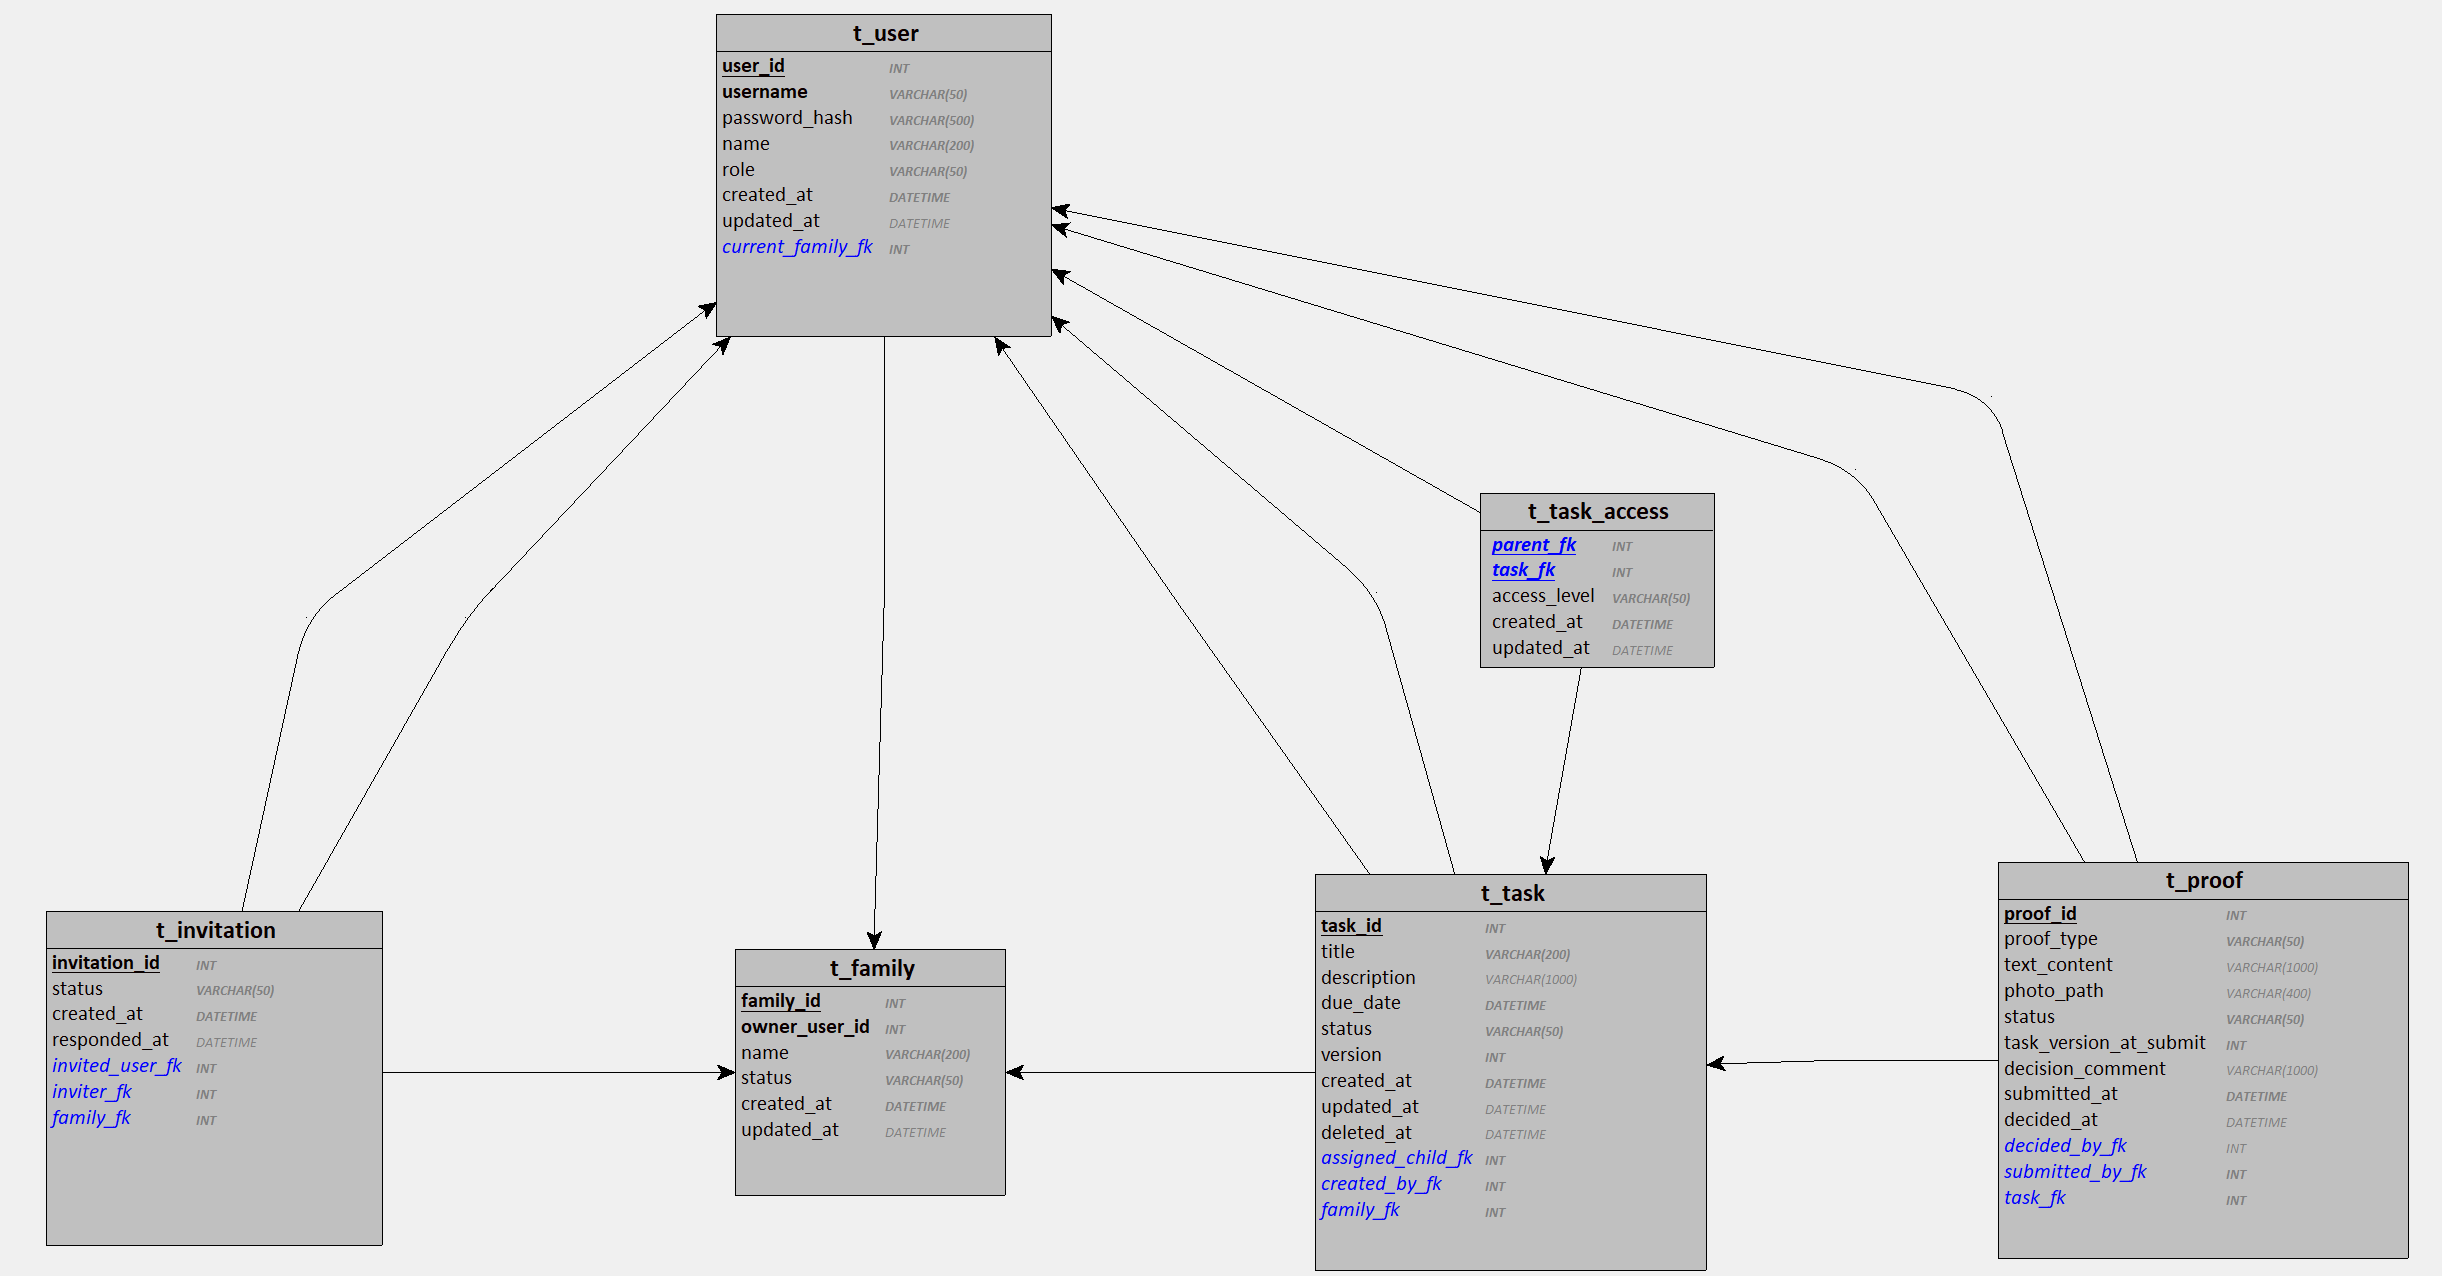 t_user
user_id INT
username VARCHAR(50)
password_hash VARCHAR(500)
name VARCHAR(200)
role VARCHAR(50)
created_at DATETIME
updated_at DATETIME
current_family_fk INT
t_task_access
parent_fk INT
task_fk INT
access_level VARCHAR(50)
created_at DATETIME
updated_at DATETIME
t_invitation
invitation_id INT
status VARCHAR(50)
created_at DATETIME
responded_at DATETIME
invited_user_fk INT
inviter_fk INT
family_fk INT
t_family
family_id INT
owner_user_id INT
name VARCHAR(200)
status VARCHAR(50)
created_at DATETIME
updated_at DATETIME
t_task
task_id INT
title VARCHAR(200)
description VARCHAR(1000)
due_date DATETIME
status VARCHAR(50)
version INT
created_at DATETIME
updated_at DATETIME
deleted_at DATETIME
assigned_child_fk INT
created_by_fk INT
family_fk INT
t_proof
proof_id INT
proof_type VARCHAR(50)
text_content VARCHAR(1000)
photo_path VARCHAR(400)
status VARCHAR(50)
task_version_at_submit INT
decision_comment VARCHAR(1000)
submitted_at DATETIME
decided_at DATETIME
decided_by_fk INT
submitted_by_fk INT
task_fk INT